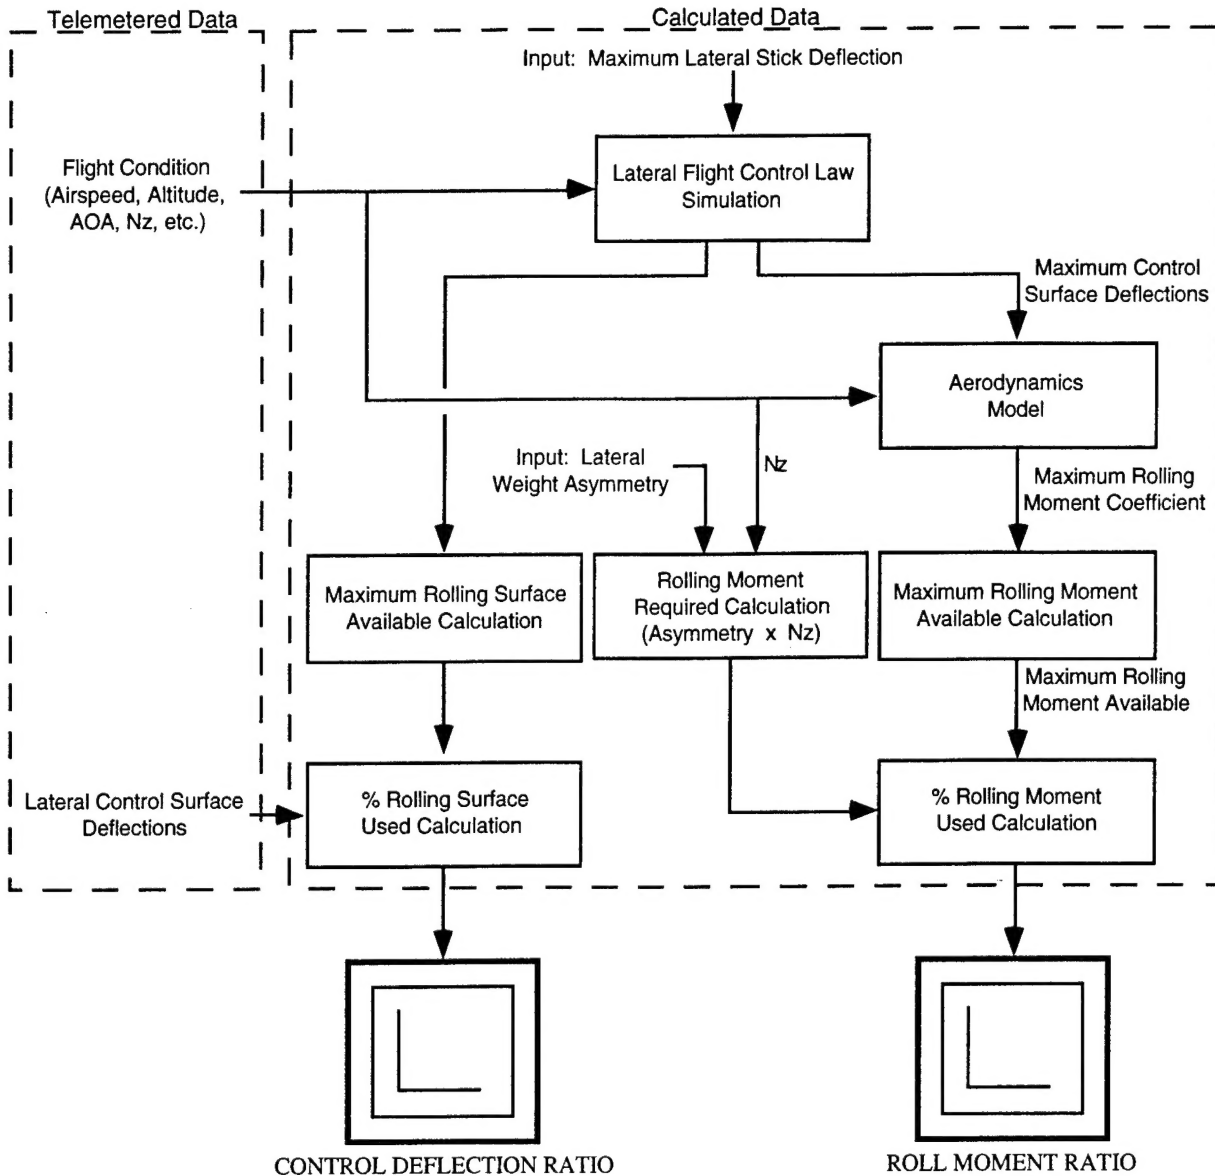 Telemetered Data
Calculated Data
Input: Maximum Lateral Stick Deflection
Flight Condition
(Airspeed, Altitude,
AOA, Nz, etc.)
Lateral Flight Control Law
Simulation
Maximum Control
Surface Deflections
Aerodynamics
Model
Input: Lateral
Weight Asymmetry
Nz
Maximum Rolling
Moment Coefficient
Maximum Rolling Surface
Available Calculation
Rolling Moment
Required Calculation
(Asymmetry x Nz)
Maximum Rolling Moment
Available Calculation
Maximum Rolling
Moment Available
Lateral Control Surface
Deflections
% Rolling Surface
Used Calculation
% Rolling Moment
Used Calculation
CONTROL DEFLECTION RATIO
ROLL MOMENT RATIO